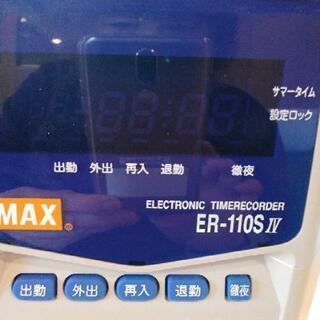 サマータイム
設定ロック
出勤 外出 再入 退勤 徹夜
MAX®
ELECTRONIC TIMERECORDER
ER-110SⅣ
出勤 外出 再入 退勤 徹夜